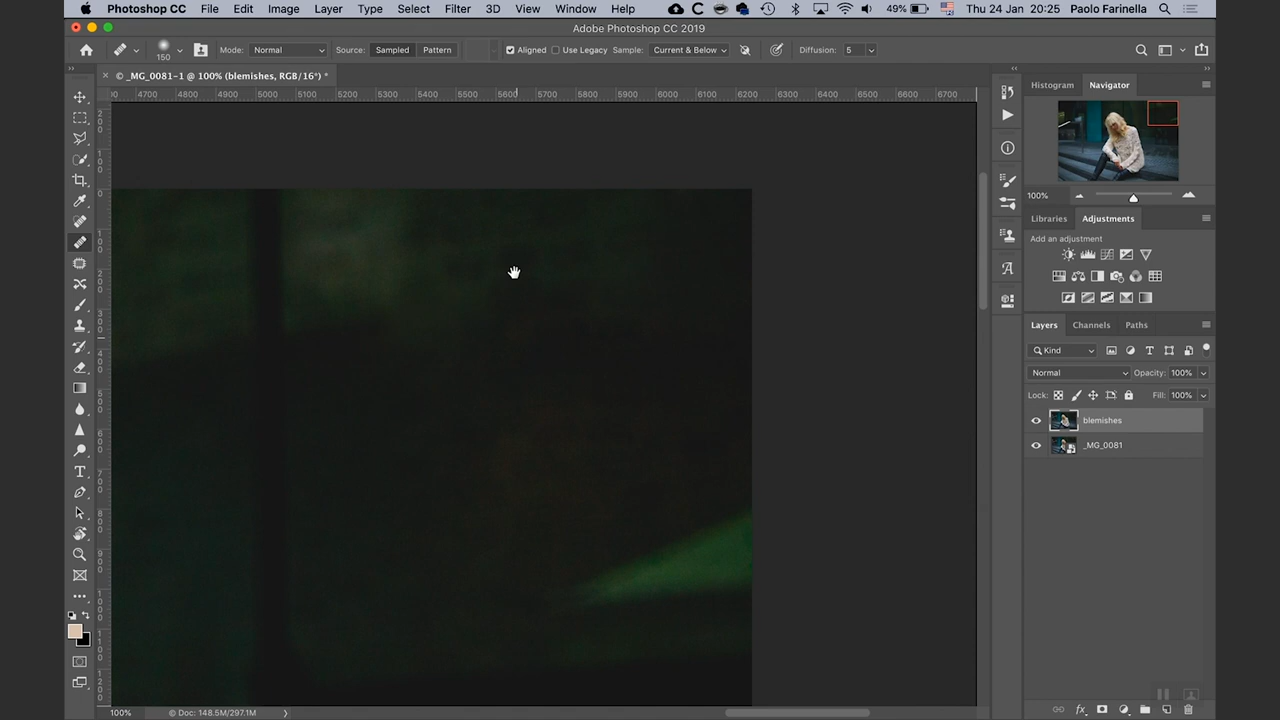 Photoshop CC File Edit Image Layer Type Select Filter 3D View Window Help 49% Thu 24 Jan 20:25 Paolo Farinella
Adobe Photoshop CC 2019
150 Mode: Normal Source: Sampled Pattern Aligned Use Legacy Sample: Current & Below Diffusion: 5
× © _MG_0081-1 @ 100% (blemishes, RGB/16*) *
Histogram Navigator
4700 4800 4900 5000 5100 5200 5300 5400 5500 5600 5700 5800 5900 6000 6100 6200 6300 6400 6500 6600 6700
100%
Libraries Adjustments
Add an adjustment
Layers Channels Paths
Kind
Normal Opacity: 100%
Lock: Fill: 100%
blemishes
_MG_0081
100% © Doc: 148.5M/297.1M